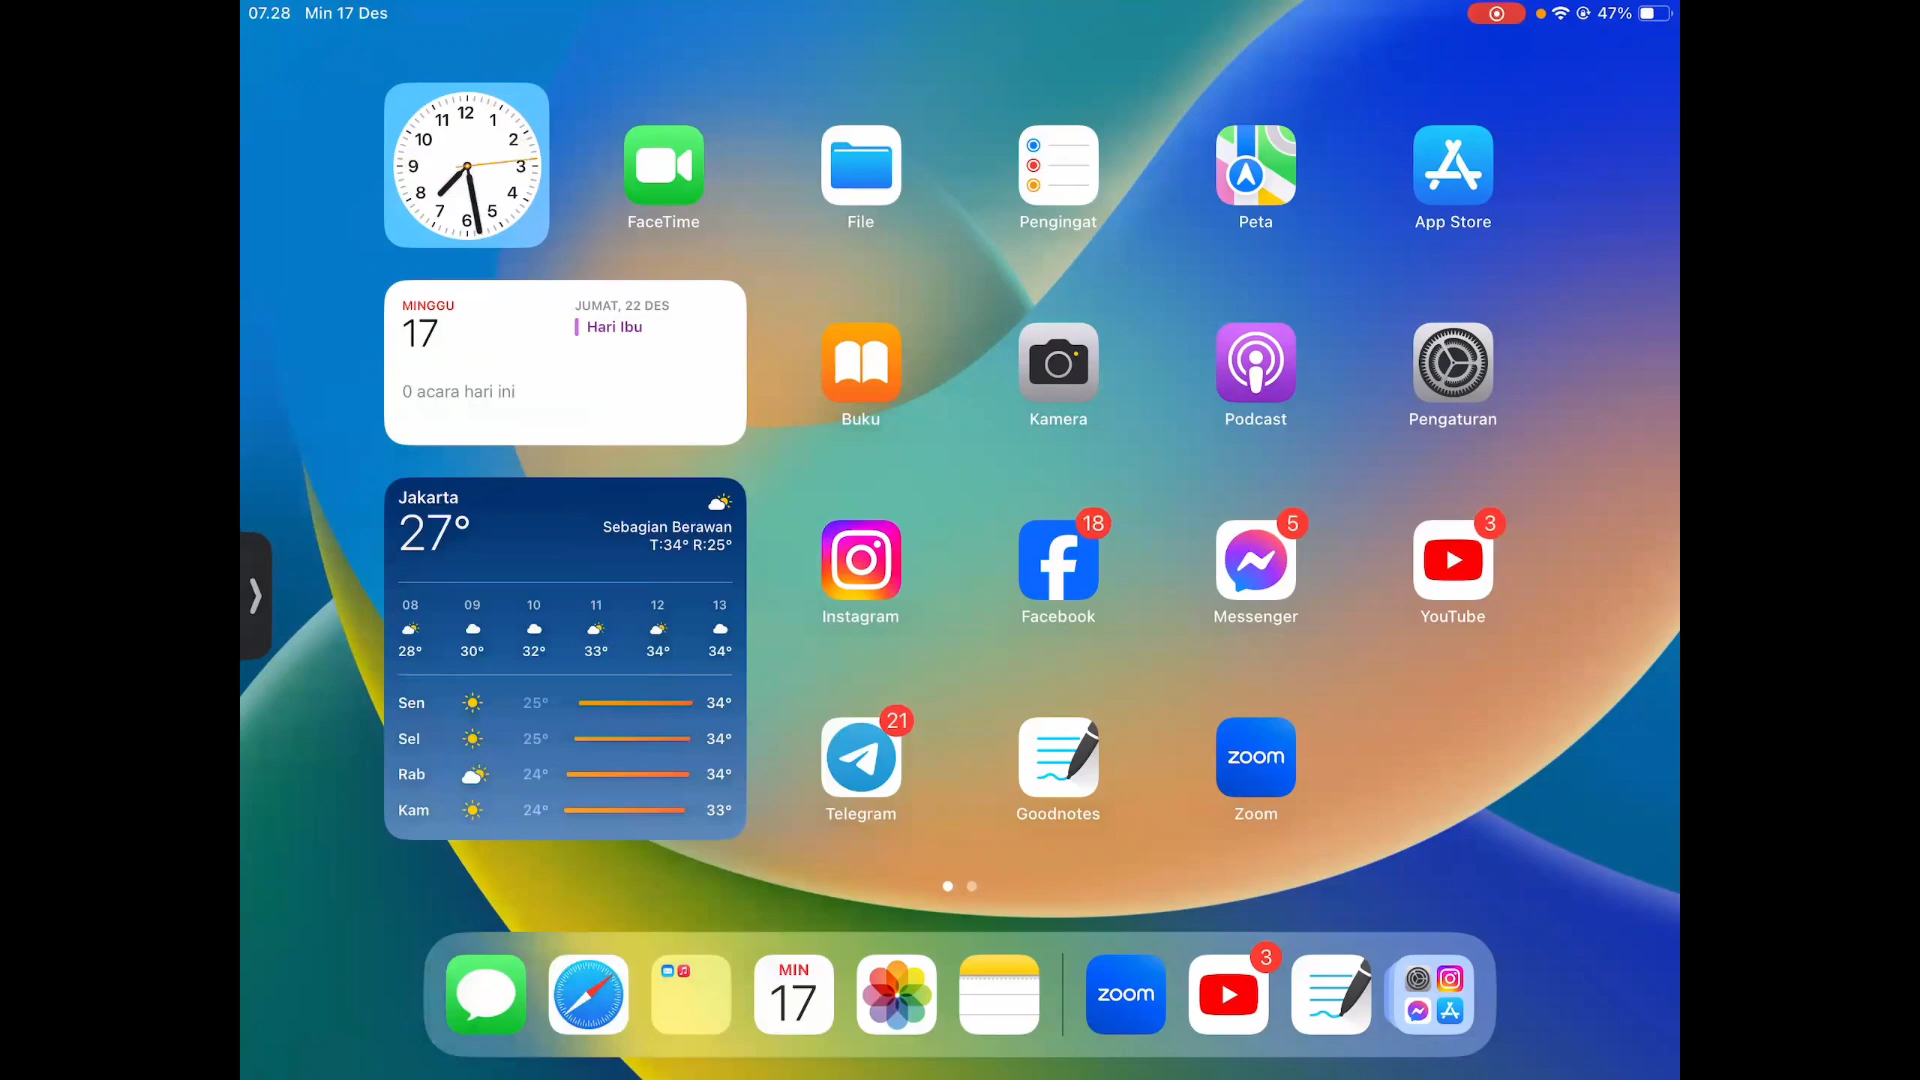 07.28 Min 17 Des
47%
12
11 1
10 2
9 3
8 4
7 5
6
FaceTime
File
Pengingat
Peta
App Store
MINGGU
17
0 acara hari ini
JUMAT, 22 DES
Hari Ibu
Buku
Kamera
Podcast
Pengaturan
Jakarta
27°
Sebagian Berawan
T:34° R:25°
08 09 10 11 12 13
28° 30° 32° 33° 34° 34°
Sen 25° 34°
Sel 25° 34°
Rab 24° 34°
Kam 24° 33°
Instagram
18
Facebook
5
Messenger
3
YouTube
21
Telegram
Goodnotes
zoom
Zoom
MIN
17
zoom
3